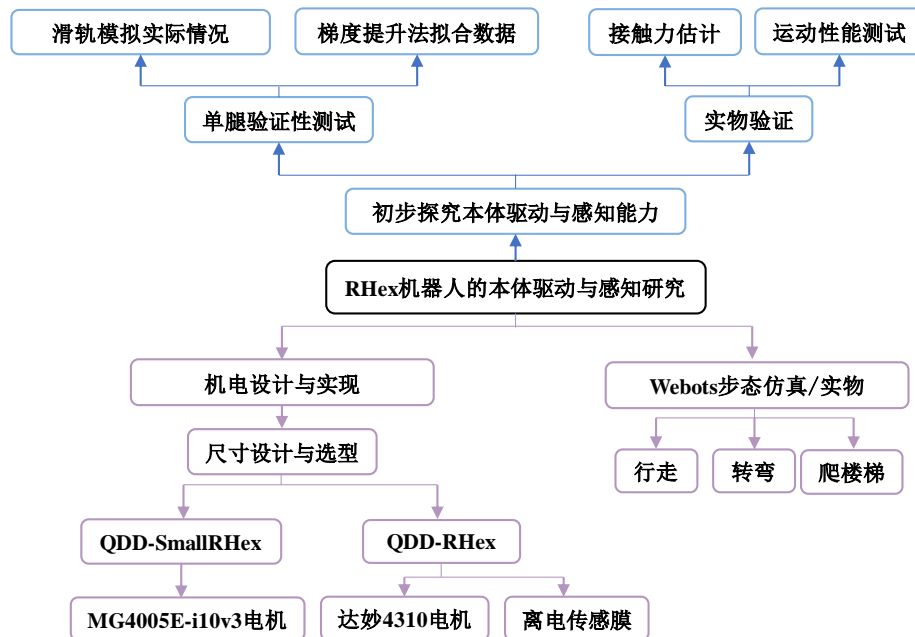 滑轨模拟实际情况
梯度提升法拟合数据
接触力估计
运动性能测试
单腿验证性测试
实物验证
初步探究本体驱动与感知能力
RHex机器人的本体驱动与感知研究
机电设计与实现
Webots步态仿真/实物
尺寸设计与选型
行走
转弯
爬楼梯
QDD-SmallRHex
QDD-RHex
MG4005E-i10v3电机
达妙4310电机
离电传感膜